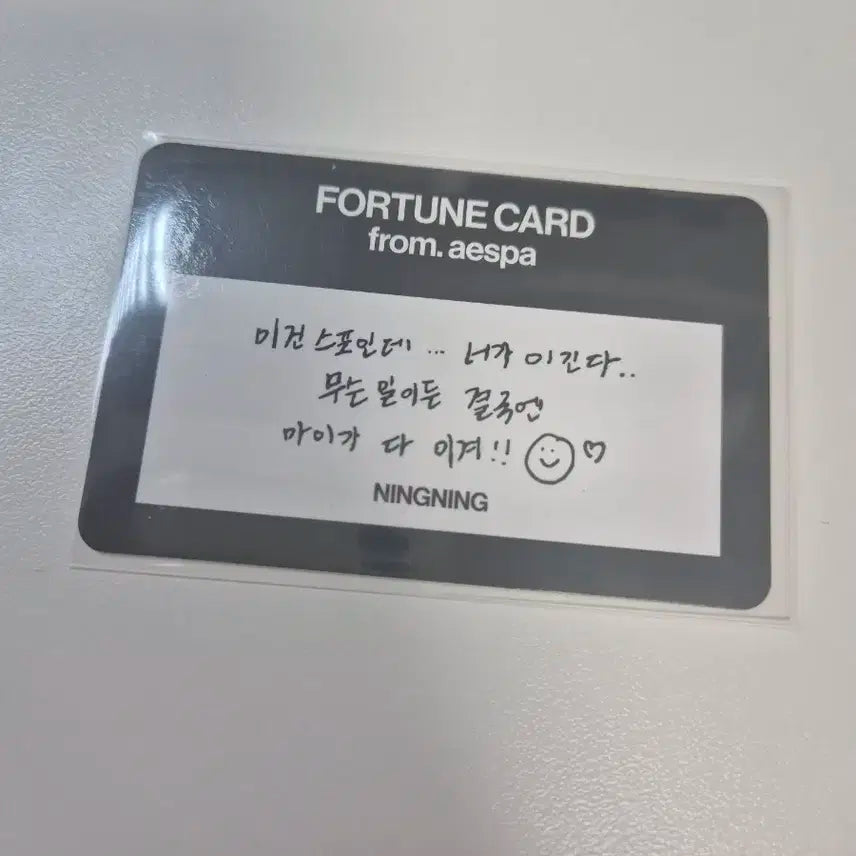 FORTUNE CARD
from. aespa
미건 스포인데 ... 너가 이긴다..
무슨 일이든 결국엔
마이가 다 이겨!!
NINGNING